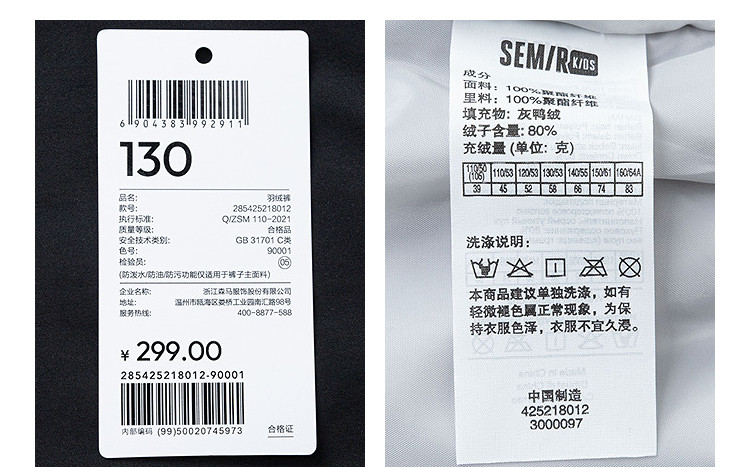 6 904383 992911
130
品名: 羽绒裤
款号: 285425218012
执行标准: Q/ZSM 110-2021
质量等级: 合格品
安全技术类别: GB 31701 C类
色号: 90001
检验员: 05
(防泼水/防油/防污功能仅适用于裤子主面料)
企业名称: 浙江森马服饰股份有限公司
地址: 温州市瓯海区娄桥工业园南汇路98号
服务热线: 400-8877-588
¥ 299.00
285425218012-90001
内部编码 (99)50020745973 合格证
SEMIR KIDS
成分
面料: 100%聚酯纤维
里料: 100%聚酯纤维
填充物: 灰鸭绒
绒子含量: 80%
充绒量 (单位: 克)
110/50 (105) 110/53 120/53 130/53 140/55 150/61 160/64A
39 45 52 58 66 74 83
洗涤说明:
本商品建议单独洗涤, 如有
轻微褪色属正常现象, 为保
持衣服色泽, 衣服不宜久浸。
中国制造
425218012
3000097